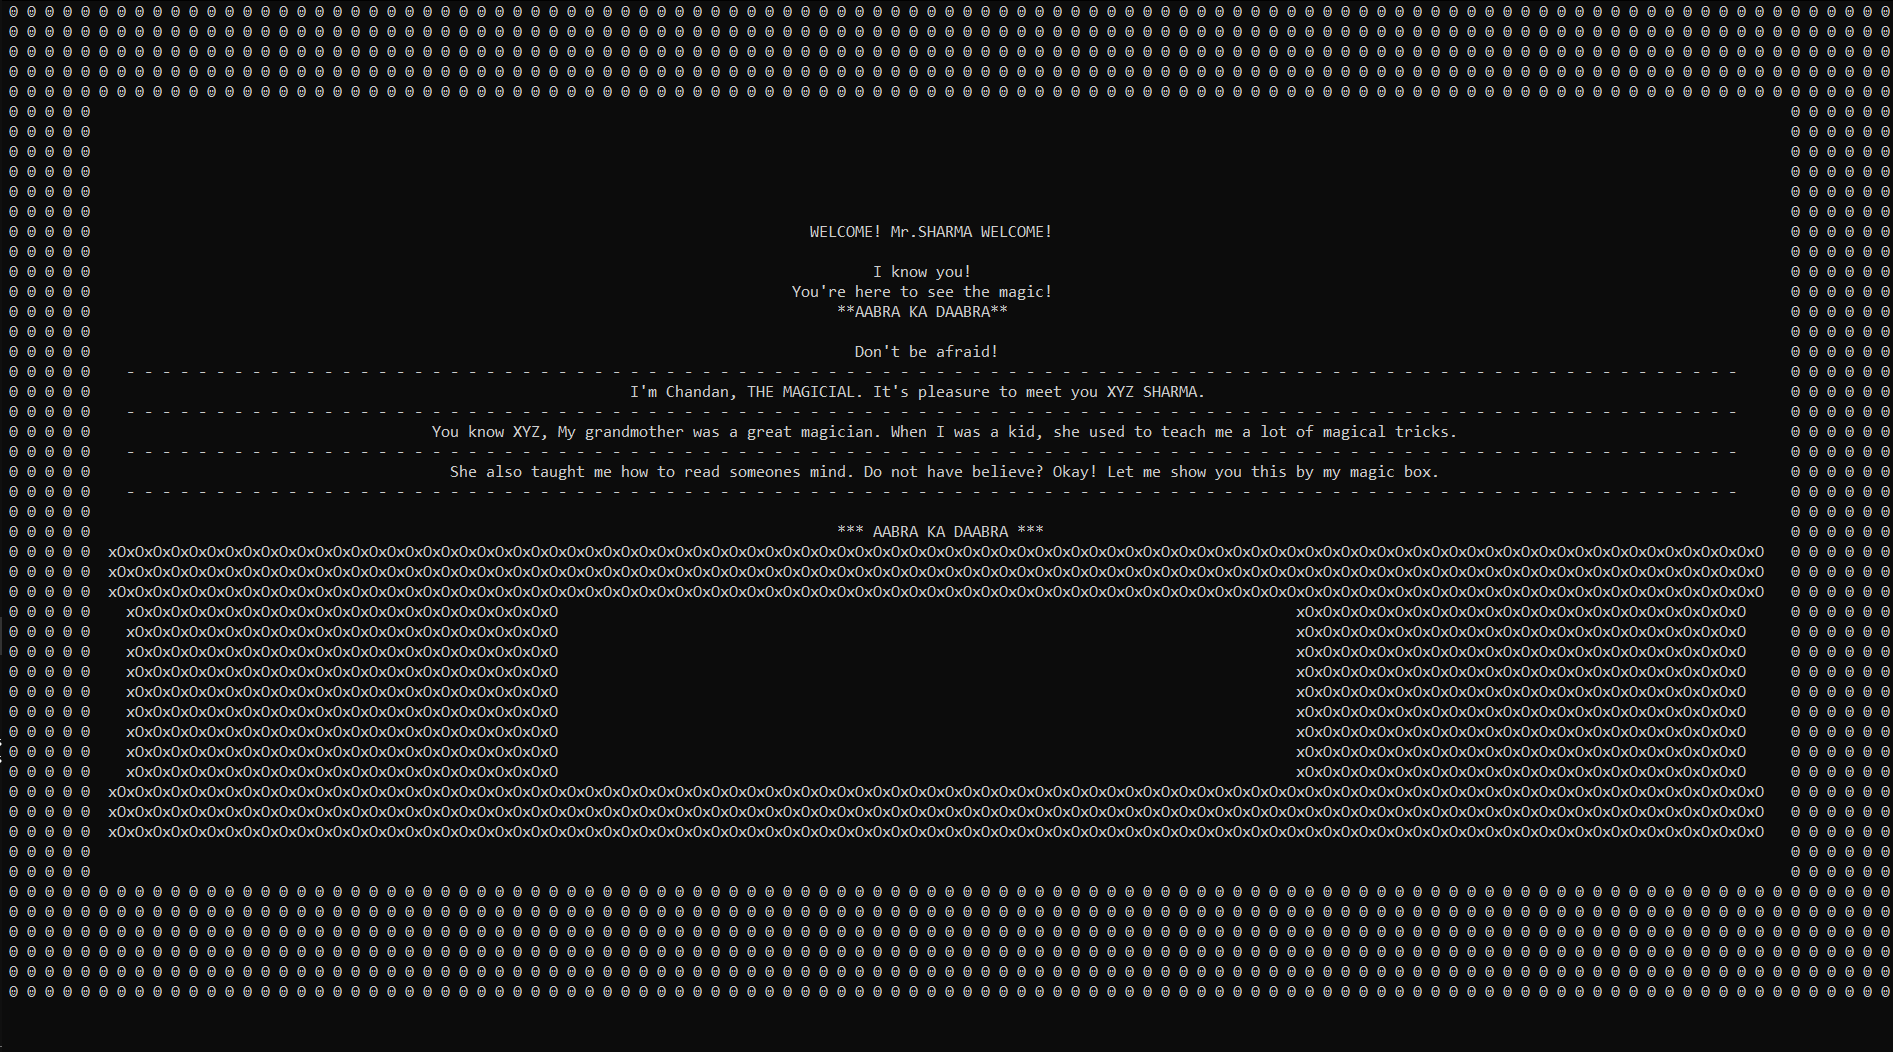 WELCOME! Mr.SHARMA WELCOME!
I know you!
You're here to see the magic!
**AABRA KA DAABRA**
Don't be afraid!
I'm Chandan, THE MAGICIAL. It's pleasure to meet you XYZ SHARMA.
You know XYZ, My grandmother was a great magician. When I was a kid, she used to teach me a lot of magical tricks.
She also taught me how to read someones mind. Do not have believe? Okay! Let me show you this by my magic box.
*** AABRA KA DAABRA ***